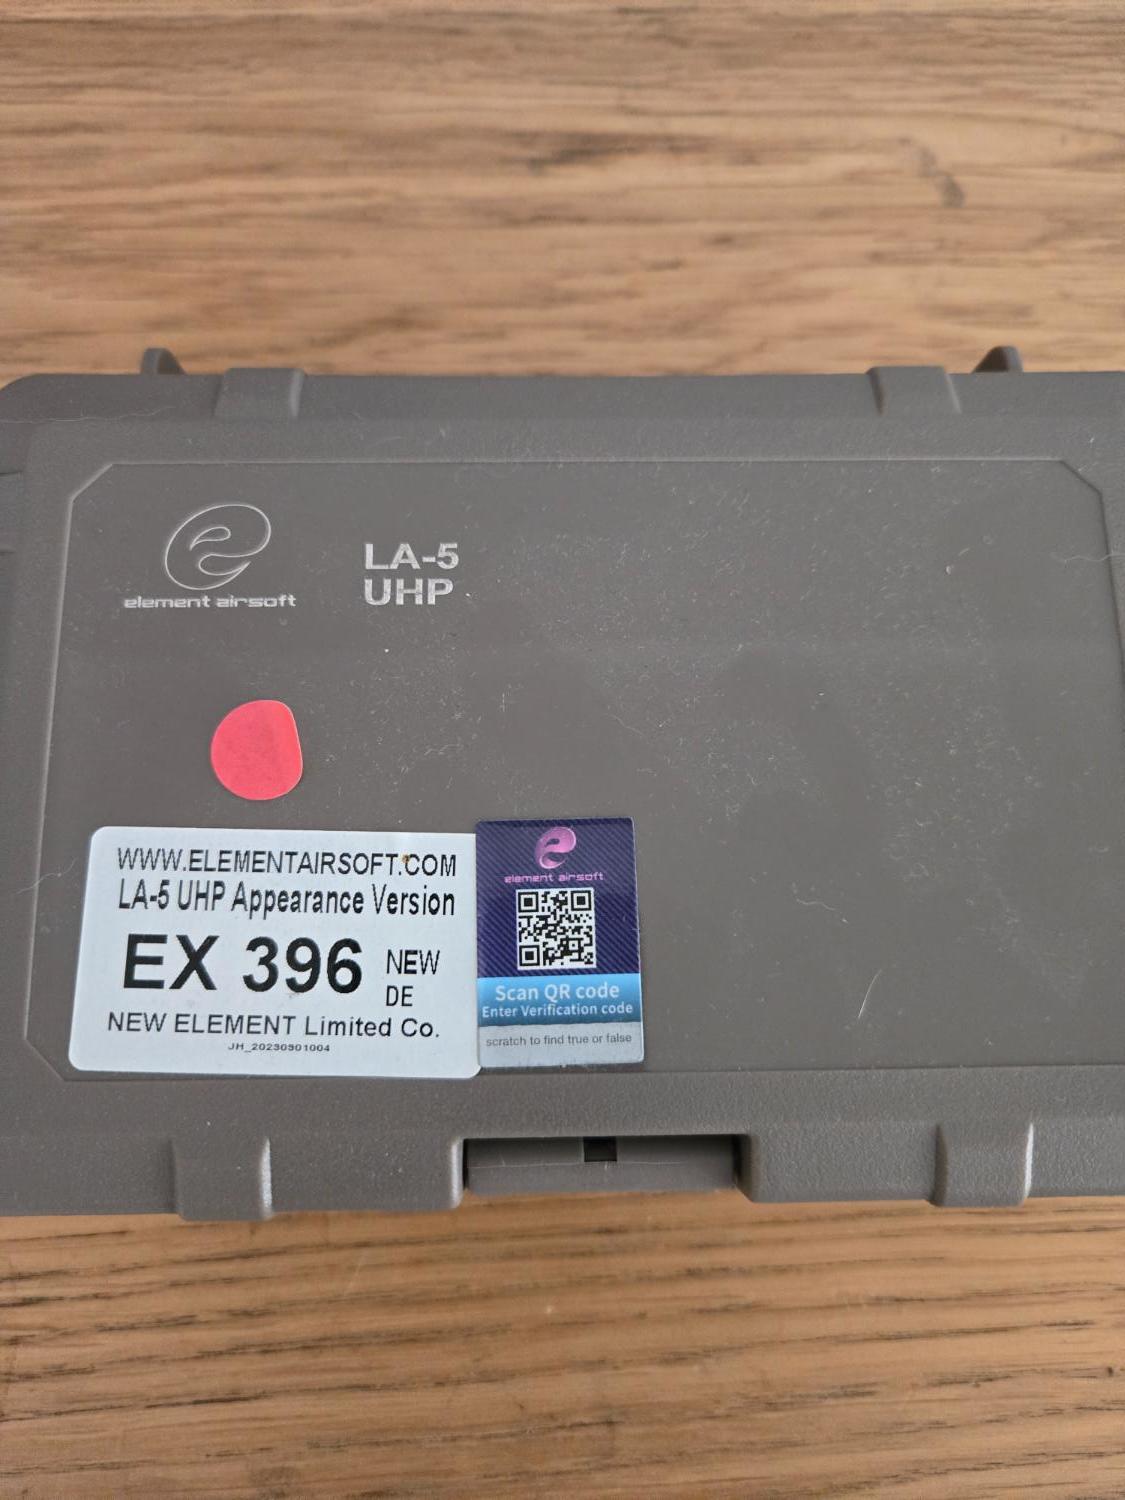 element airsoft
LA-5
UHP
WWW.ELEMENTAIRSOFT.COM
LA-5 UHP Appearance Version
EX 396 NEW
DE
NEW ELEMENT Limited Co.
JH_20230901004
element airsoft
Scan QR code
Enter Verification code
scratch to find true or false